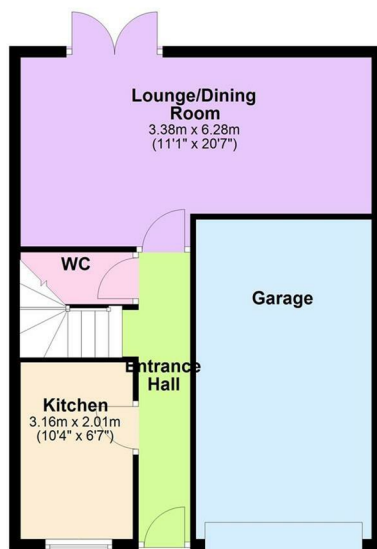 Lounge/Dining
Room
3.38m x 6.28m
(11'1" x 20'7")
WC
Garage
Entrance
Hall
Kitchen
3.16m x 2.01m
(10'4" x 6'7")